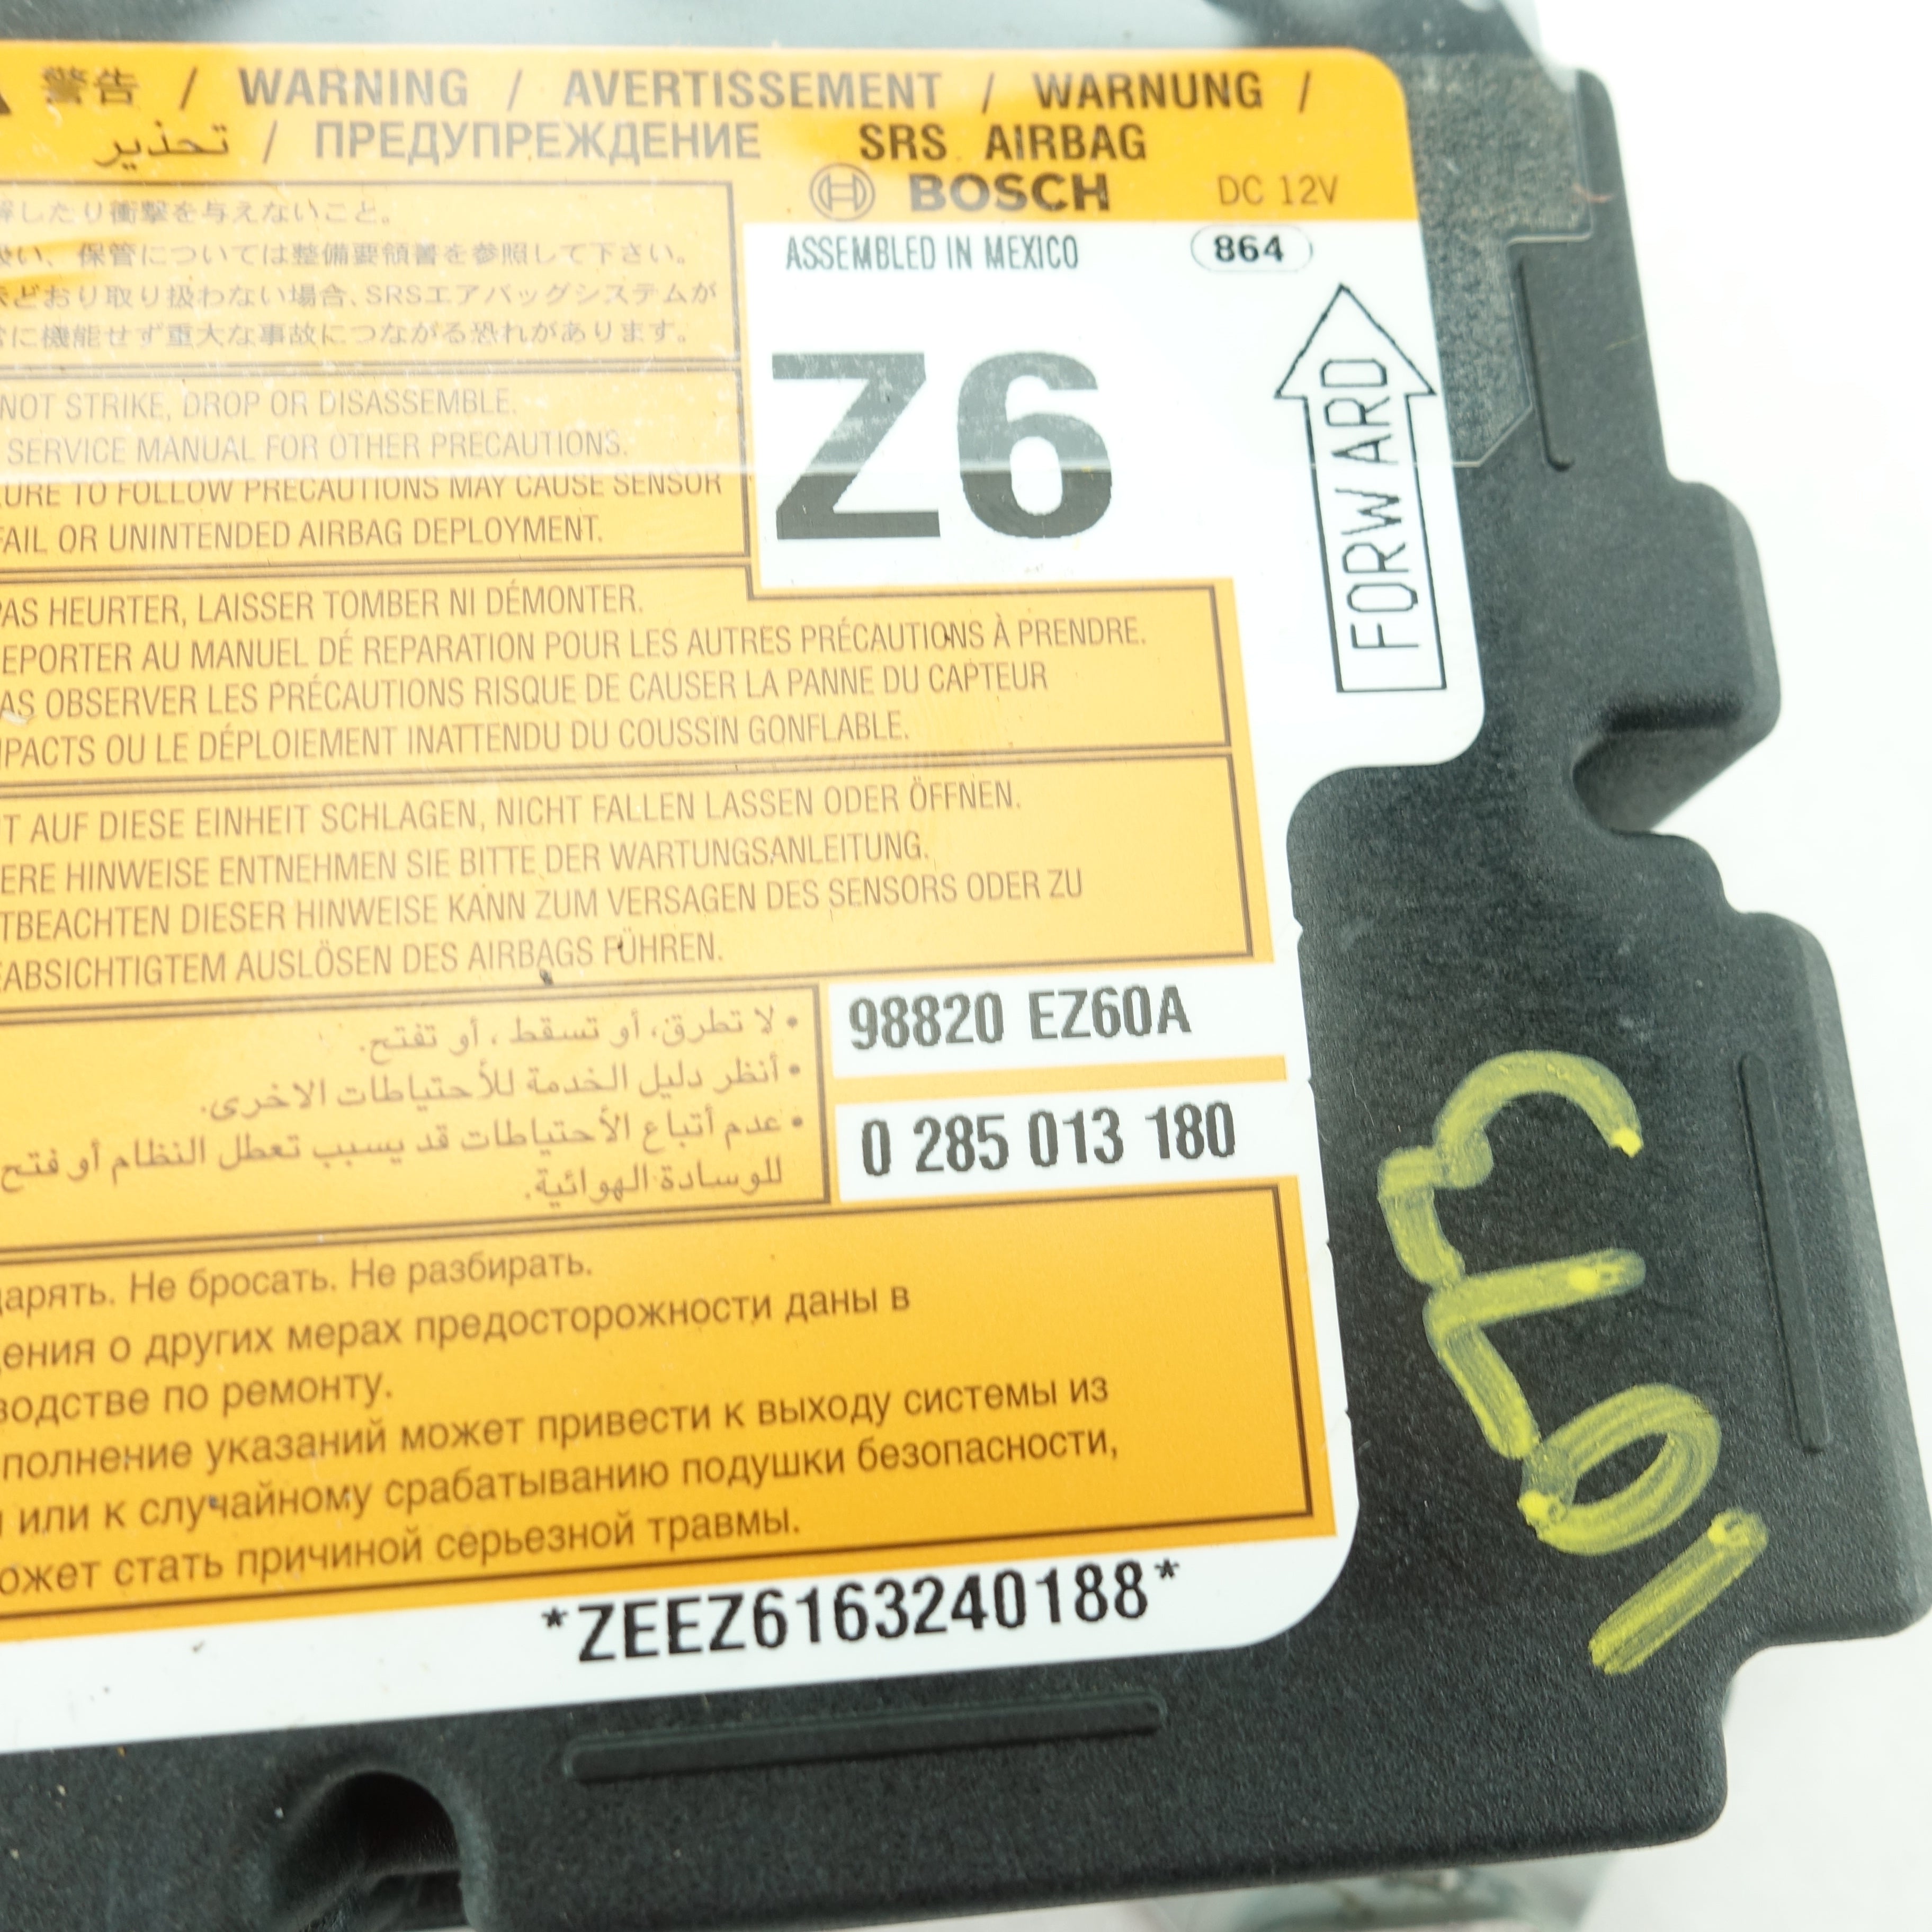 警告 / WARNING / AVERTISSEMENT / WARNUNG /
تحذير / ПРЕДУПРЕЖДЕНИЕ SRS AIRBAG
BOSCH DC 12V
したり衝撃を与えないこと。
い、保管については整備要領書を参照して下さい。
どおり取り扱わない場合、SRSエアバッグシステムが
に機能せず重大な事故につながる恐れがあります。
ASSEMBLED IN MEXICO 864
Z6
FORWARD
NOT STRIKE, DROP OR DISASSEMBLE.
SERVICE MANUAL FOR OTHER PRECAUTIONS.
LURE TO FOLLOW PRECAUTIONS MAY CAUSE SENSOR
FAIL OR UNINTENDED AIRBAG DEPLOYMENT.
PAS HEURTER, LAISSER TOMBER NI DÉMONTER.
REPORTER AU MANUEL DÉ REPARATION POUR LES AUTRES PRÉCAUTIONS À PRENDRE.
AS OBSERVER LES PRÉCAUTIONS RISQUE DE CAUSER LA PANNE DU CAPTEUR
MPACTS OU LE DÉPLOIEMENT INATTENDU DU COUSSIN GONFLABLE.
T AUF DIESE EINHEIT SCHLAGEN, NICHT FALLEN LASSEN ODER ÖFFNEN.
ERE HINWEISE ENTNEHMEN SIE BITTE DER WARTUNGSANLEITUNG.
TBEACHTEN DIESER HINWEISE KANN ZUM VERSAGEN DES SENSORS ODER ZU
EABSICHTIGTEM AUSLÖSEN DES AIRBAGS FÜHREN.
• لا تطرق، أو تسقط، أو تفتح.
• أنظر دليل الخدمة للأحتياطات الاخرى.
• عدم أتباع الأحتياطات قد يسبب تعطل النظام أو فتح
للوسادة الهوائية.
98820 EZ60A
0 285 013 180
дарять. Не бросать. Не разбирать.
дения о других мерах предосторожности даны в
водстве по ремонту.
полнение указаний может привести к выходу системы из
и или к случайному срабатыванию подушки безопасности,
ожет стать причиной серьезной травмы.
*ZEEZ6163240188*